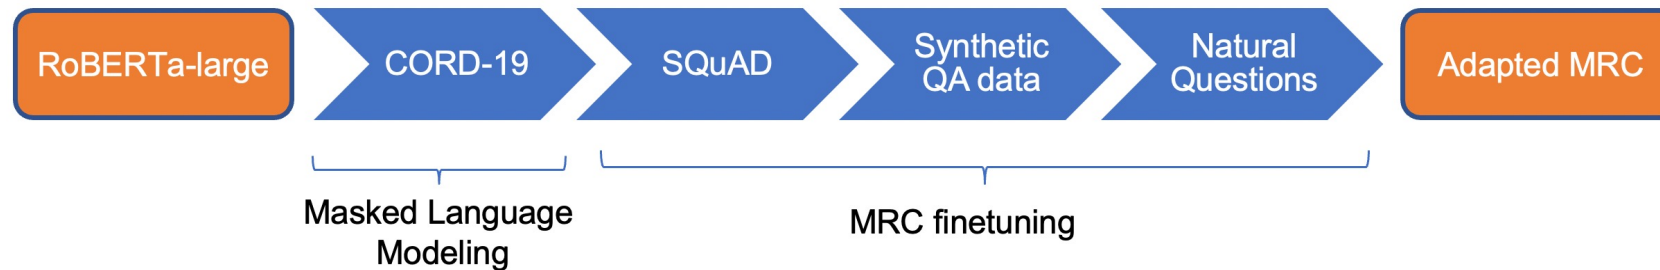 RoBERTa-large
CORD-19
SQuAD
Synthetic
QA data
Natural
Questions
Adapted MRC
Masked Language
Modeling
MRC finetuning